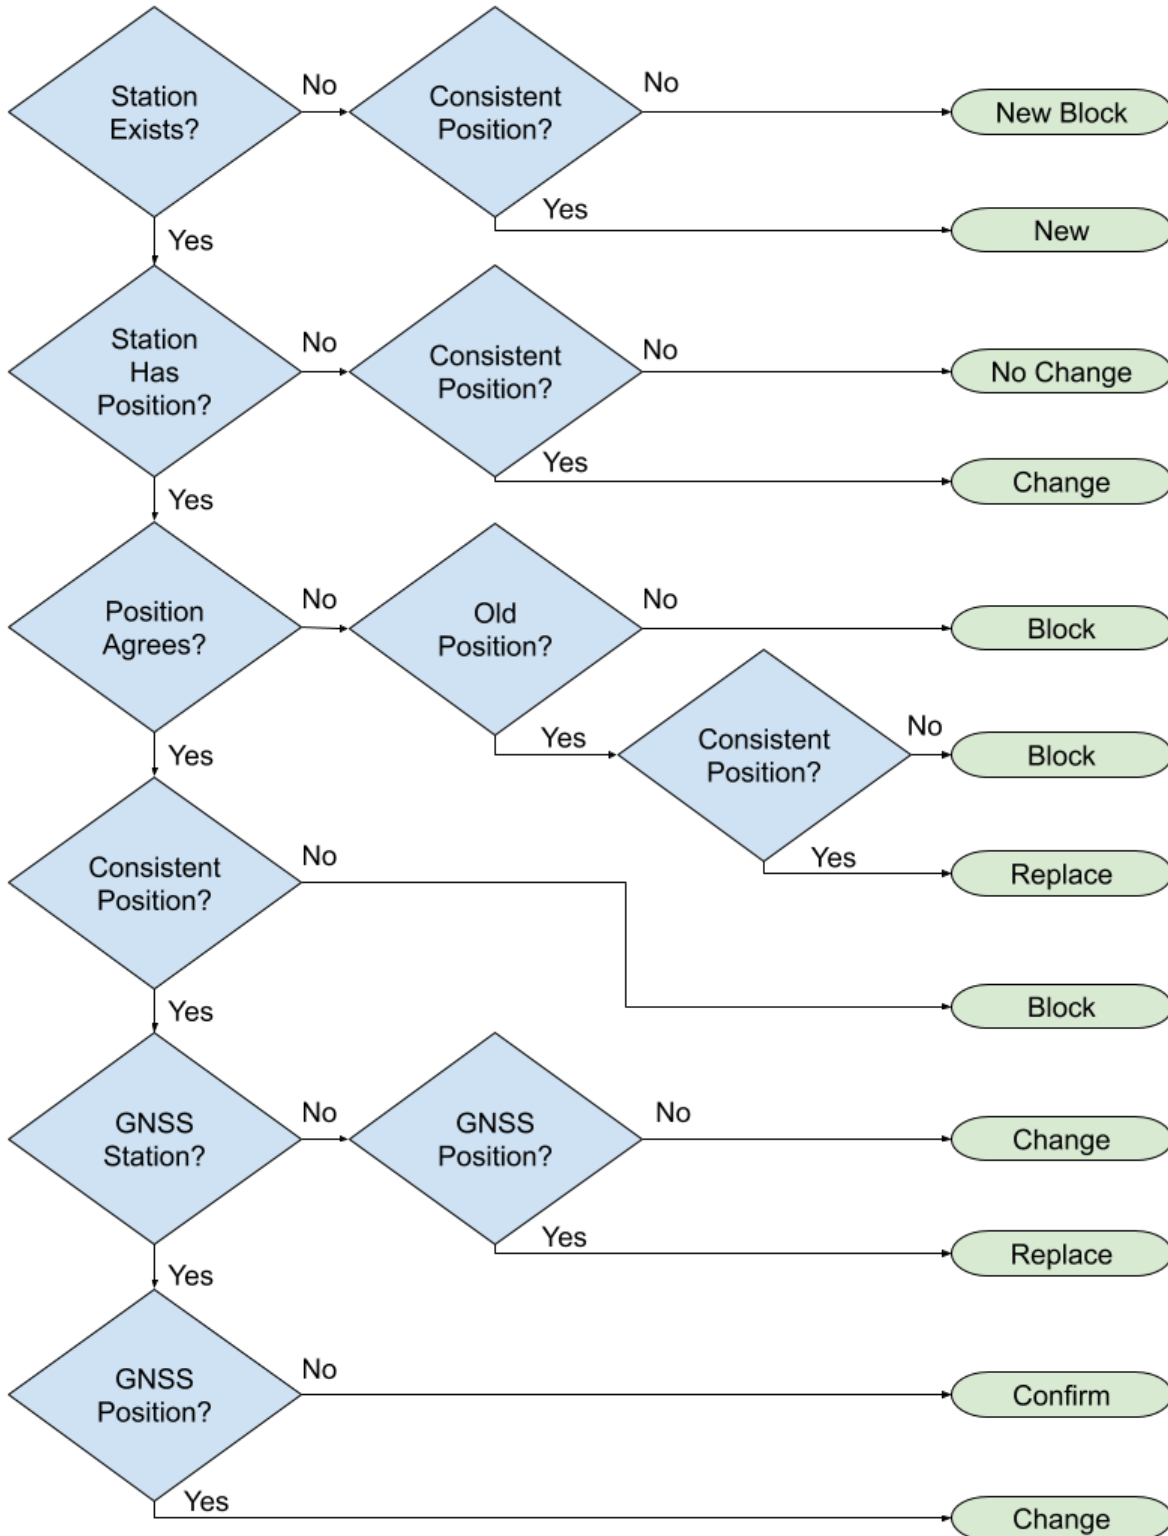 Station
Exists?
No
Consistent
Position?
No
New Block
Yes
New
Yes
Station
Has
Position?
No
Consistent
Position?
No
No Change
Yes
Change
Yes
Position
Agrees?
No
Old
Position?
No
Block
Yes
Consistent
Position?
No
Block
Yes
Replace
Yes
Consistent
Position?
No
Block
Yes
GNSS
Station?
No
GNSS
Position?
No
Change
Yes
Replace
Yes
GNSS
Position?
No
Confirm
Yes
Change